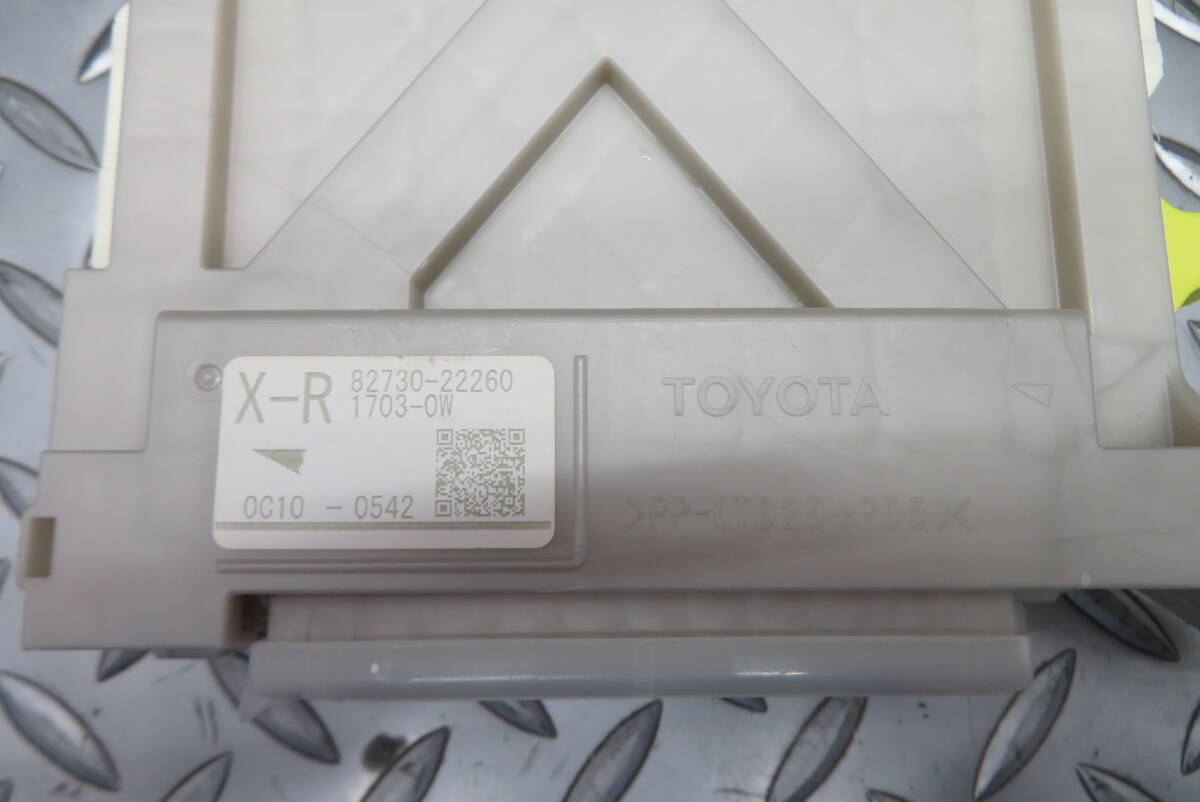 X-R 82730-22260
1703-0W
0C10 - 0542
TOYOTA
>PP-(TD25+PD5)<